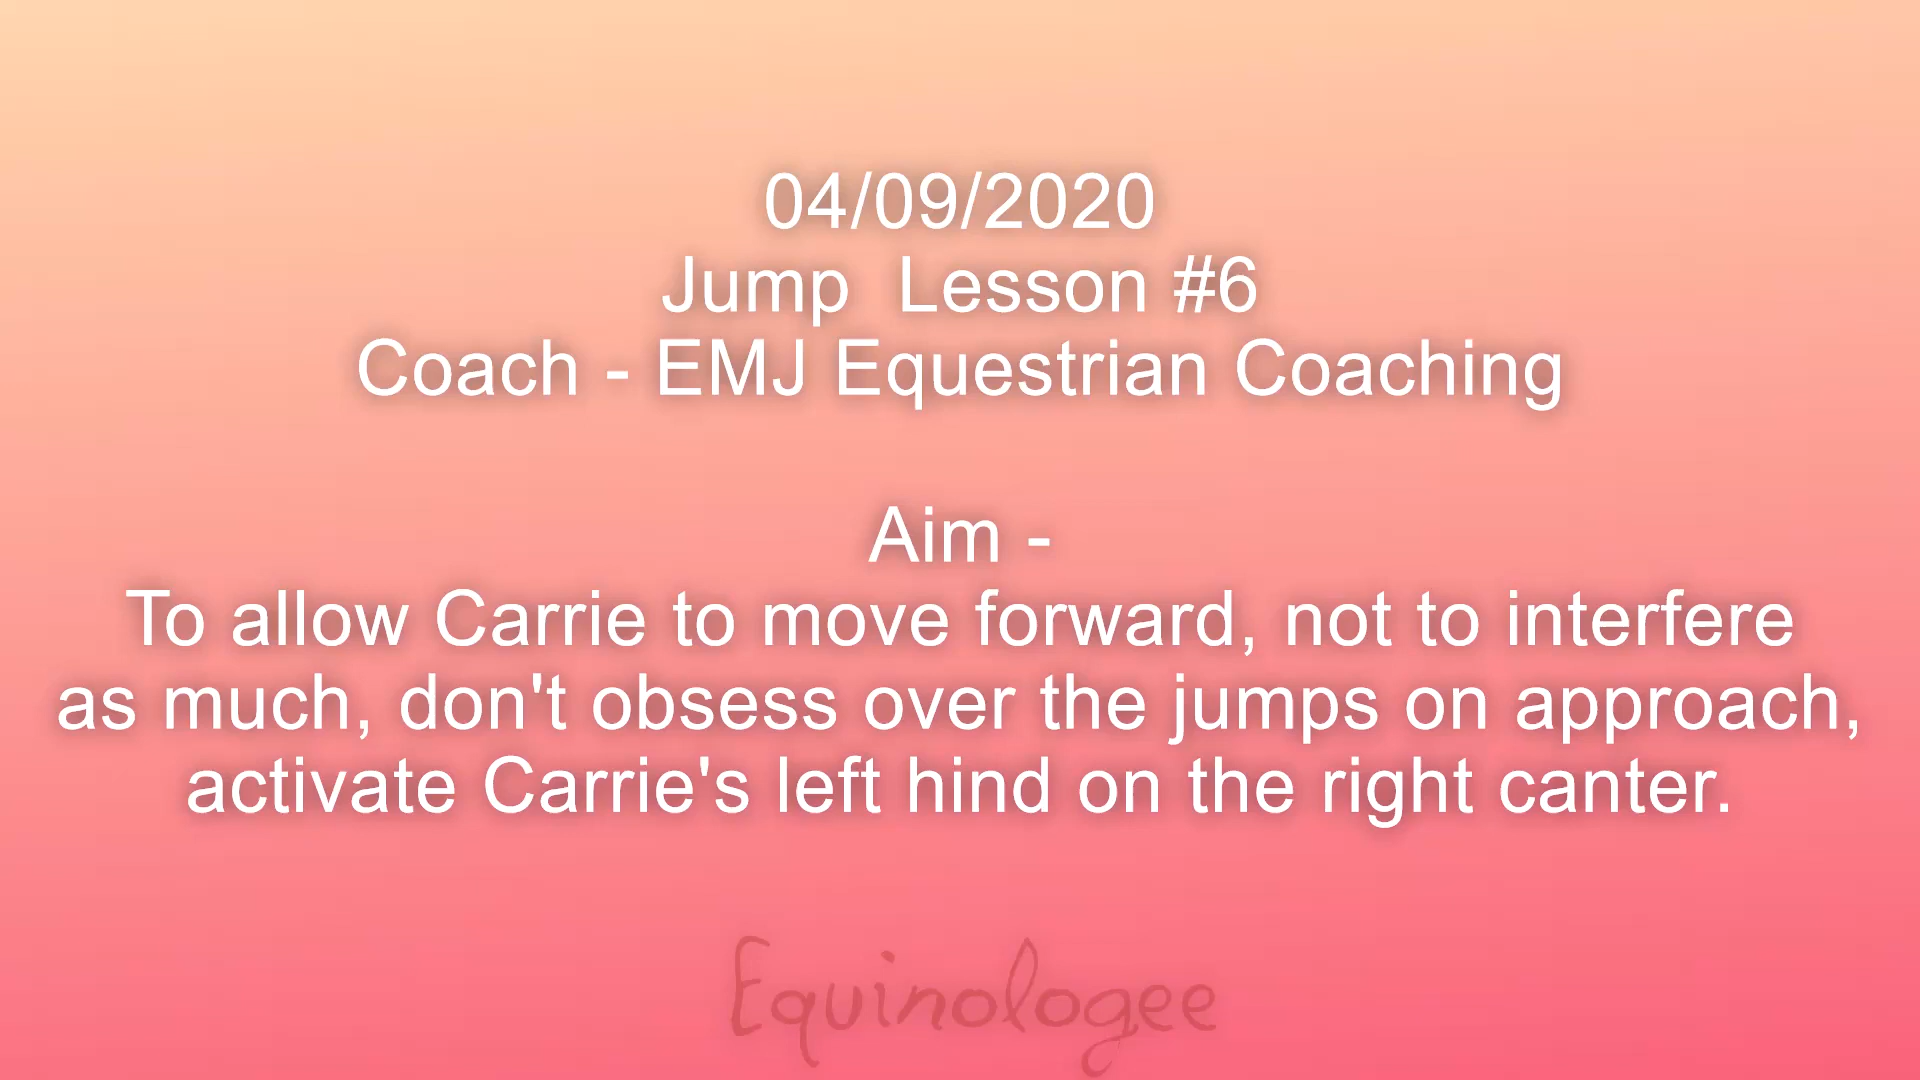 04/09/2020
Jump  Lesson #6
Coach - EMJ Equestrian Coaching
Aim -
To allow Carrie to move forward, not to interfere
as much, don't obsess over the jumps on approach,
activate Carrie's left hind on the right canter.
Equinologee